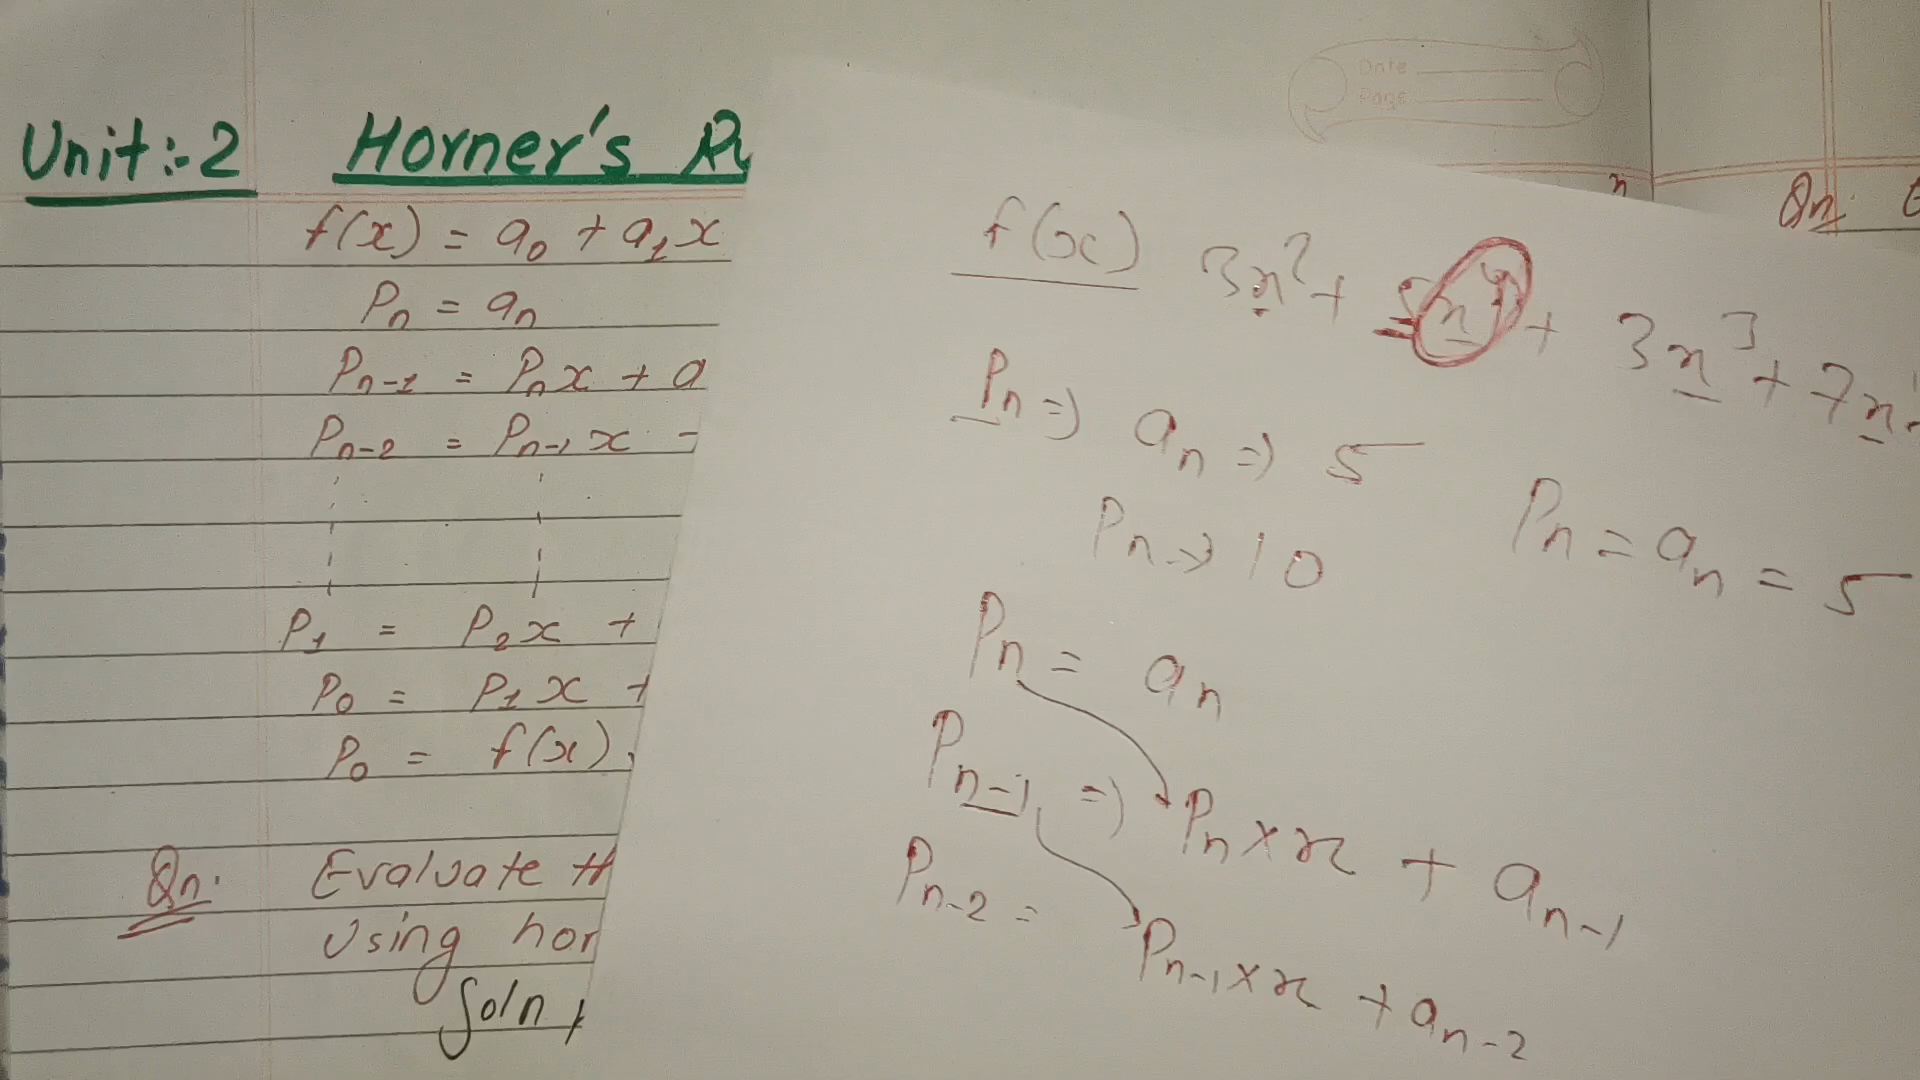 Date
Page
Unit:-2 Horner's
f(x) = a₀ + a₁x
Pₙ = aₙ
Pₙ₋₁ = Pₙx + a
Pₙ₋₂ = Pₙ₋₁x -
P₁ = P₂x +
P₀ = P₁x +
P₀ = f(x)
Qn. Evaluate th
Using hor
Soln
n
Qn.
f(x) 3x² + 5x⁴ + 3x³ + 7x
Pₙ => aₙ => 5
Pₙ → 10
Pₙ = aₙ = 5
Pₙ = aₙ
Pₙ₋₁ => Pₙ × x + aₙ₋₁
Pₙ₋₂ = Pₙ₋₁ × x + aₙ₋₂